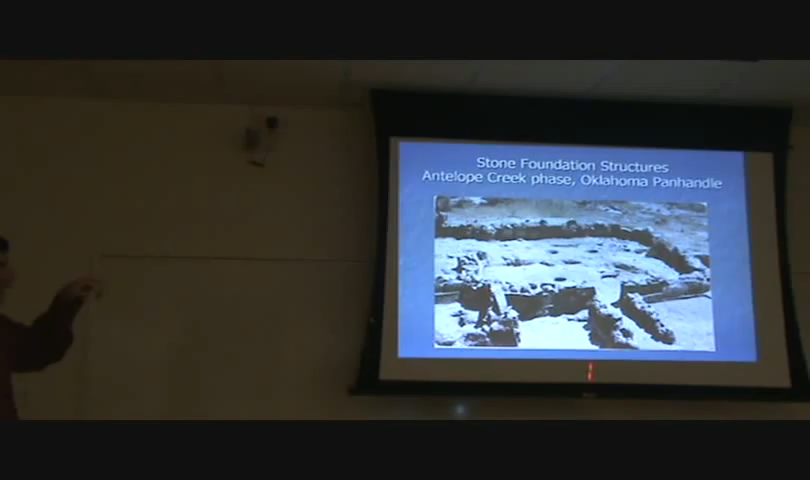 Stone Foundation Structures
Antelope Creek phase, Oklahoma Panhandle